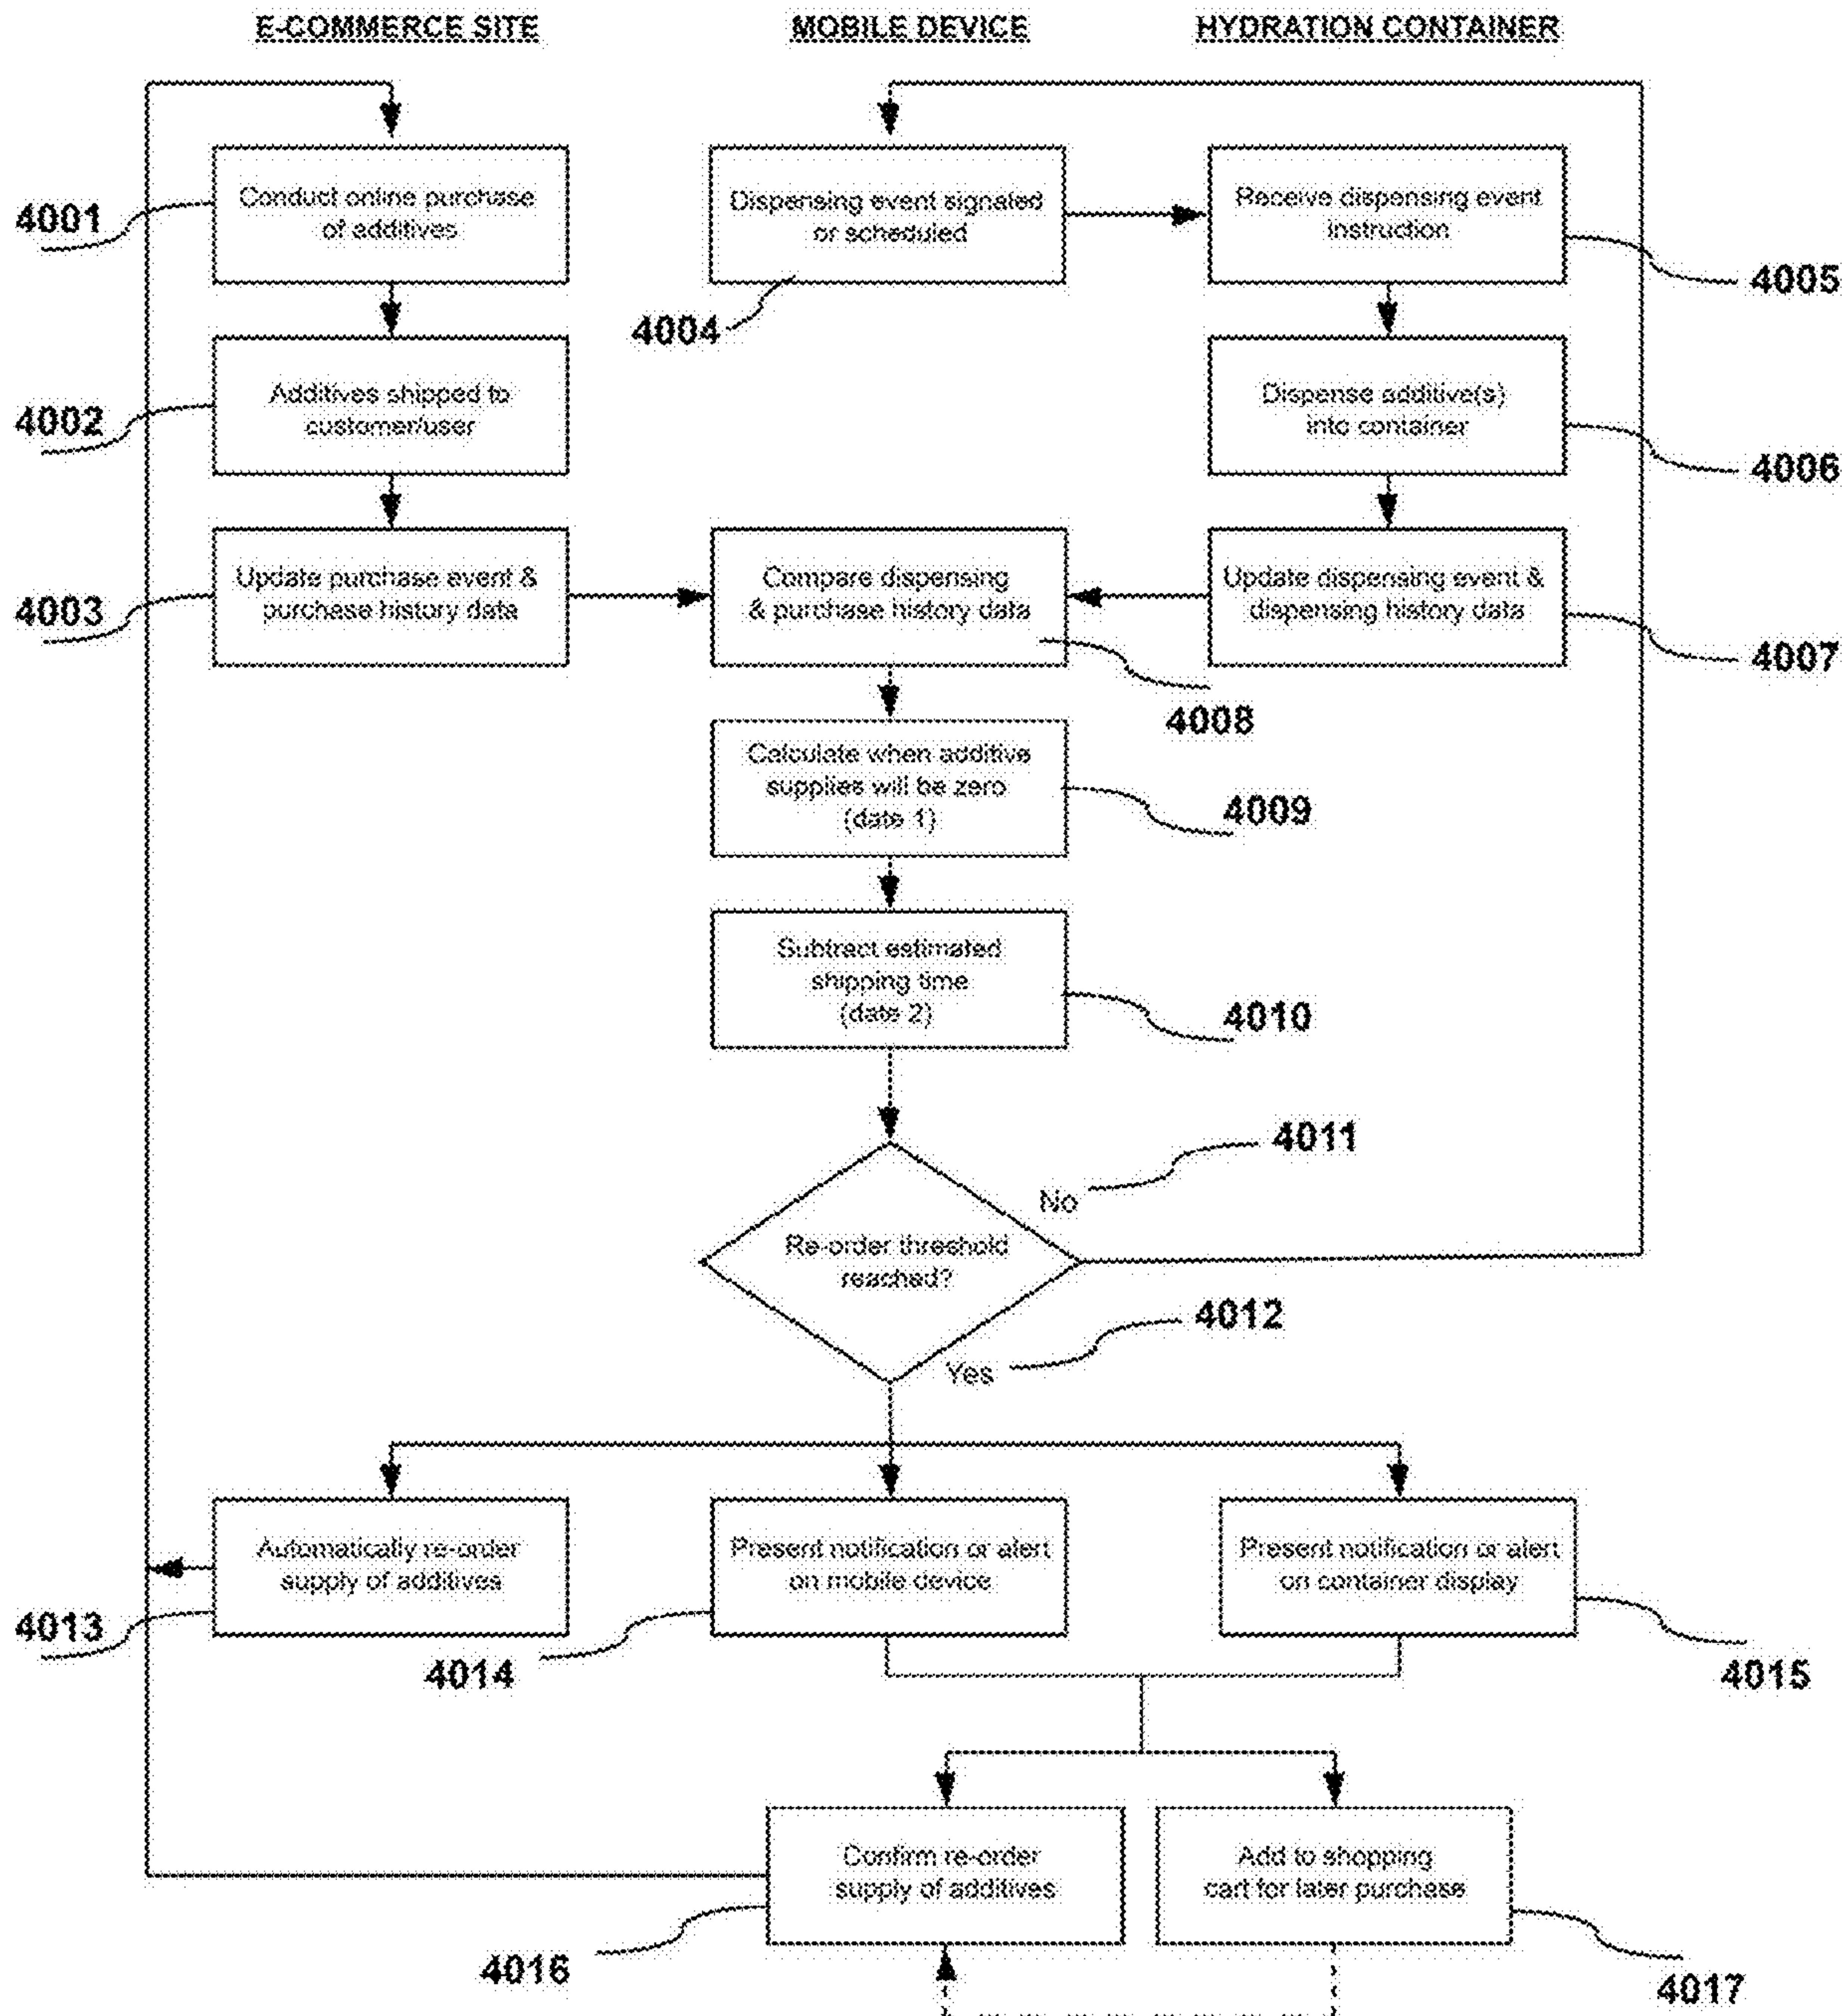 E-COMMERCE SITE
MOBILE DEVICE
HYDRATION CONTAINER
Conduct online purchase
of additives
4001
Dispensing event signaled
or scheduled
4004
Receive dispensing event
instruction
4005
Additives shipped to
customer/user
4002
Dispense additive(s)
into container
4006
Update purchase event &
purchase history data
4003
Compare dispensing
& purchase history data
4008
Update dispensing event &
dispensing history data
4007
Calculate when additive
supplies will be zero
(date 1)
4009
Subtract estimated
shipping time
(date 2)
4010
4011
No
Re-order threshold
reached?
4012
Yes
Automatically re-order
supply of additives
4013
Present notification or alert
on mobile device
4014
Present notification or alert
on container display
4015
Confirm re-order
supply of additives
4016
Add to shopping
cart for later purchase
4017